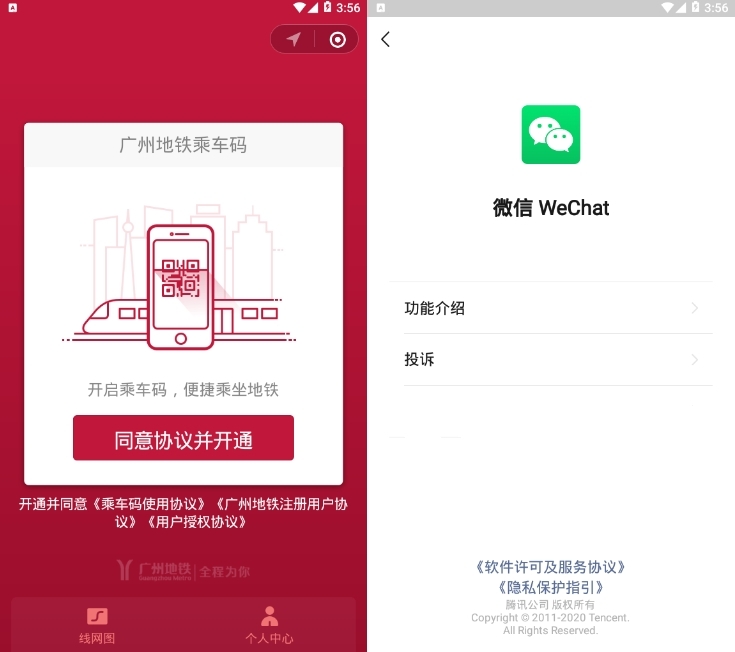 3:56
广州地铁乘车码
开启乘车码，便捷乘坐地铁
同意协议并开通
开通并同意《乘车码使用协议》《广州地铁注册用户协
议》《用户授权协议》
广州地铁 全程为你
Guangzhou Metro
线网图
个人中心
3:56
微信 WeChat
功能介绍
投诉
《软件许可及服务协议》
《隐私保护指引》
腾讯公司 版权所有
Copyright © 2011-2020 Tencent.
All Rights Reserved.